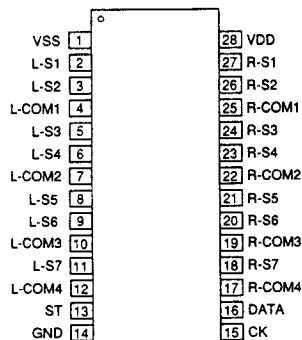 VSS 1 28 VDD
L-S1 2 27 R-S1
L-S2 3 26 R-S2
L-COM1 4 25 R-COM1
L-S3 5 24 R-S3
L-S4 6 23 R-S4
L-COM2 7 22 R-COM2
L-S5 8 21 R-S5
L-S6 9 20 R-S6
L-COM3 10 19 R-COM3
L-S7 11 18 R-S7
L-COM4 12 17 R-COM4
ST 13 16 DATA
GND 14 15 CK